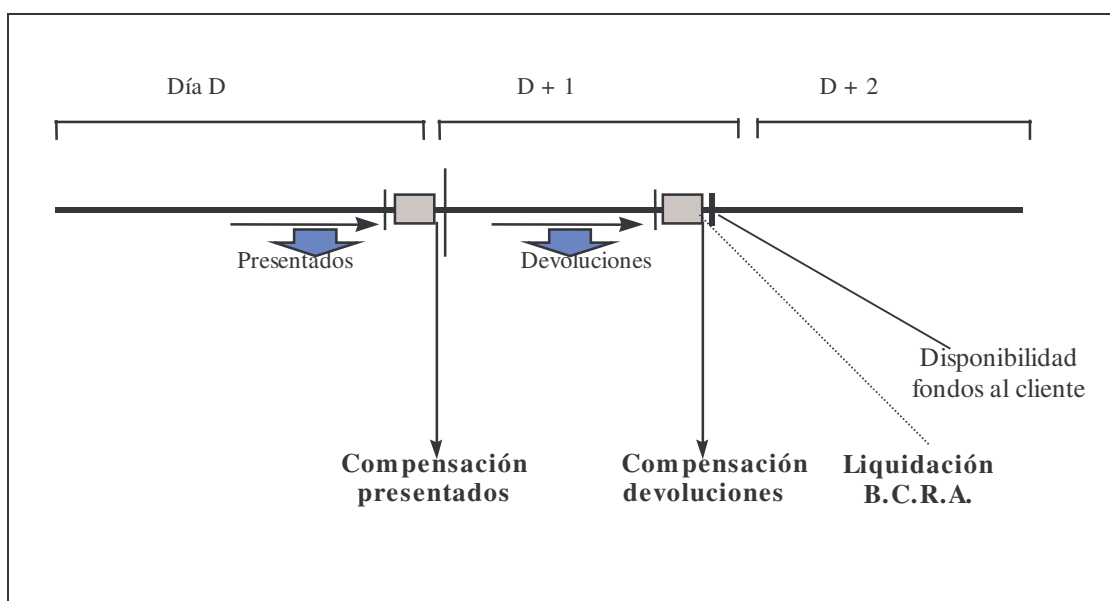 Día D
D + 1
D + 2
Presentados
Devoluciones
Disponibilidad
fondos al cliente
Compensación
presentados
Compensación
devoluciones
Liquidación
B.C.R.A.